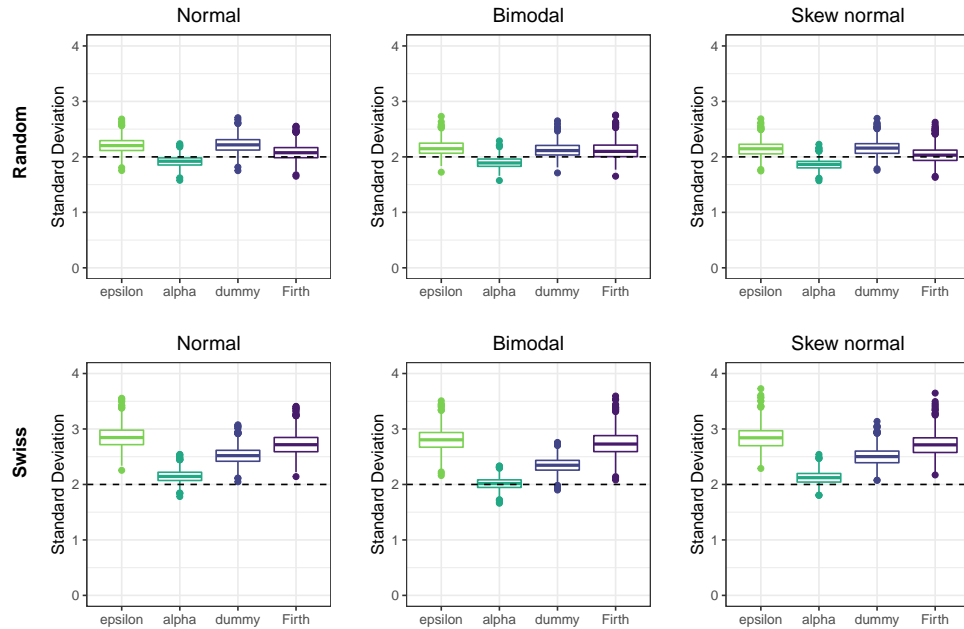 Normal
Bimodal
Skew normal
Random
Standard Deviation
4
3
2
1
0
epsilon alpha dummy Firth
Standard Deviation
4
3
2
1
0
epsilon alpha dummy Firth
Standard Deviation
4
3
2
1
0
epsilon alpha dummy Firth
Normal
Bimodal
Skew normal
Swiss
Standard Deviation
4
3
2
1
0
epsilon alpha dummy Firth
Standard Deviation
4
3
2
1
0
epsilon alpha dummy Firth
Standard Deviation
4
3
2
1
0
epsilon alpha dummy Firth